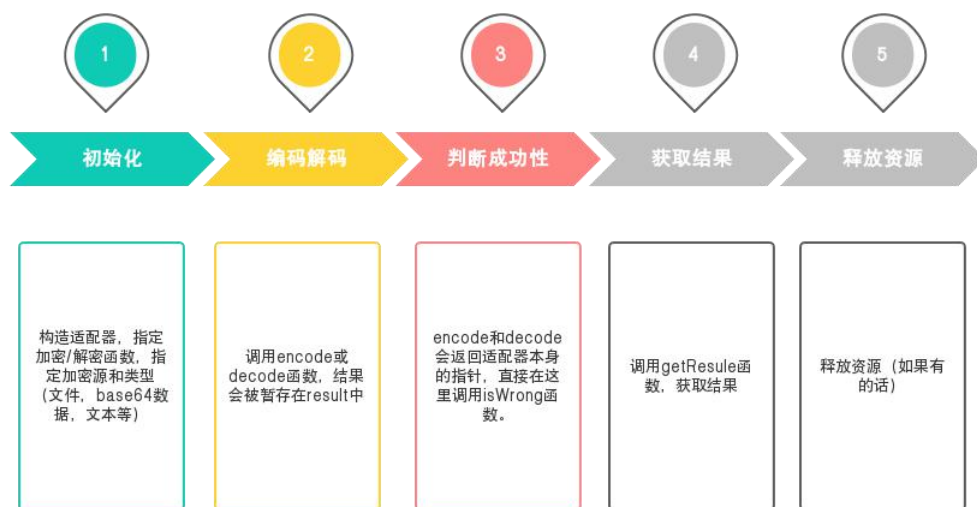 1
2
3
4
5
初始化
编码解码
判断成功性
获取结果
释放资源
构造适配器，指定
加密/解密函数，指
定加密源和类型
（文件，base64数
据，文本等）
调用encode或
decode函数，结果
会被暂存在result中
encode和decode
会返回适配器本身
的指针，直接在这
里调用isWrong函
数。
调用getResule函
数，获取结果
释放资源（如果有
的话）